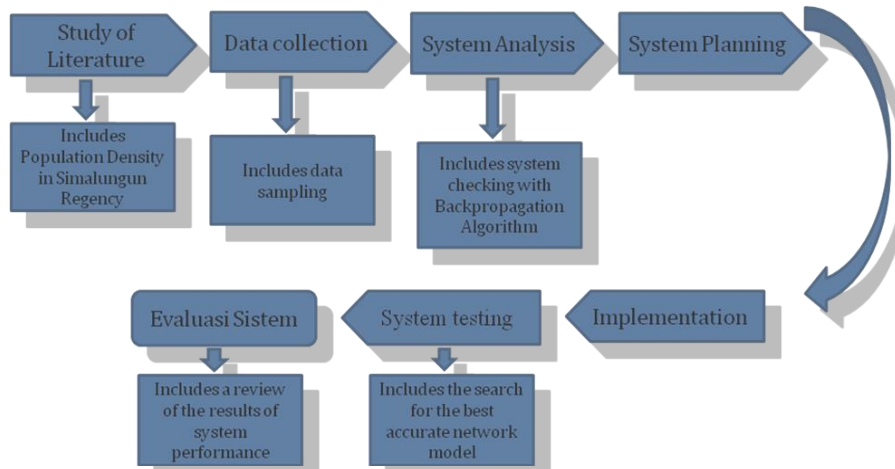 Study of
Literature
Data collection
System Analysis
System Planning
Includes
Population Density
in Simalungun
Regency
Includes data
sampling
Includes system
checking with
Backpropagation
Algorithm
Implementation
System testing
Evaluasi Sistem
Includes the search
for the best
accurate network
model
Includes a review
of the results of
system
performance